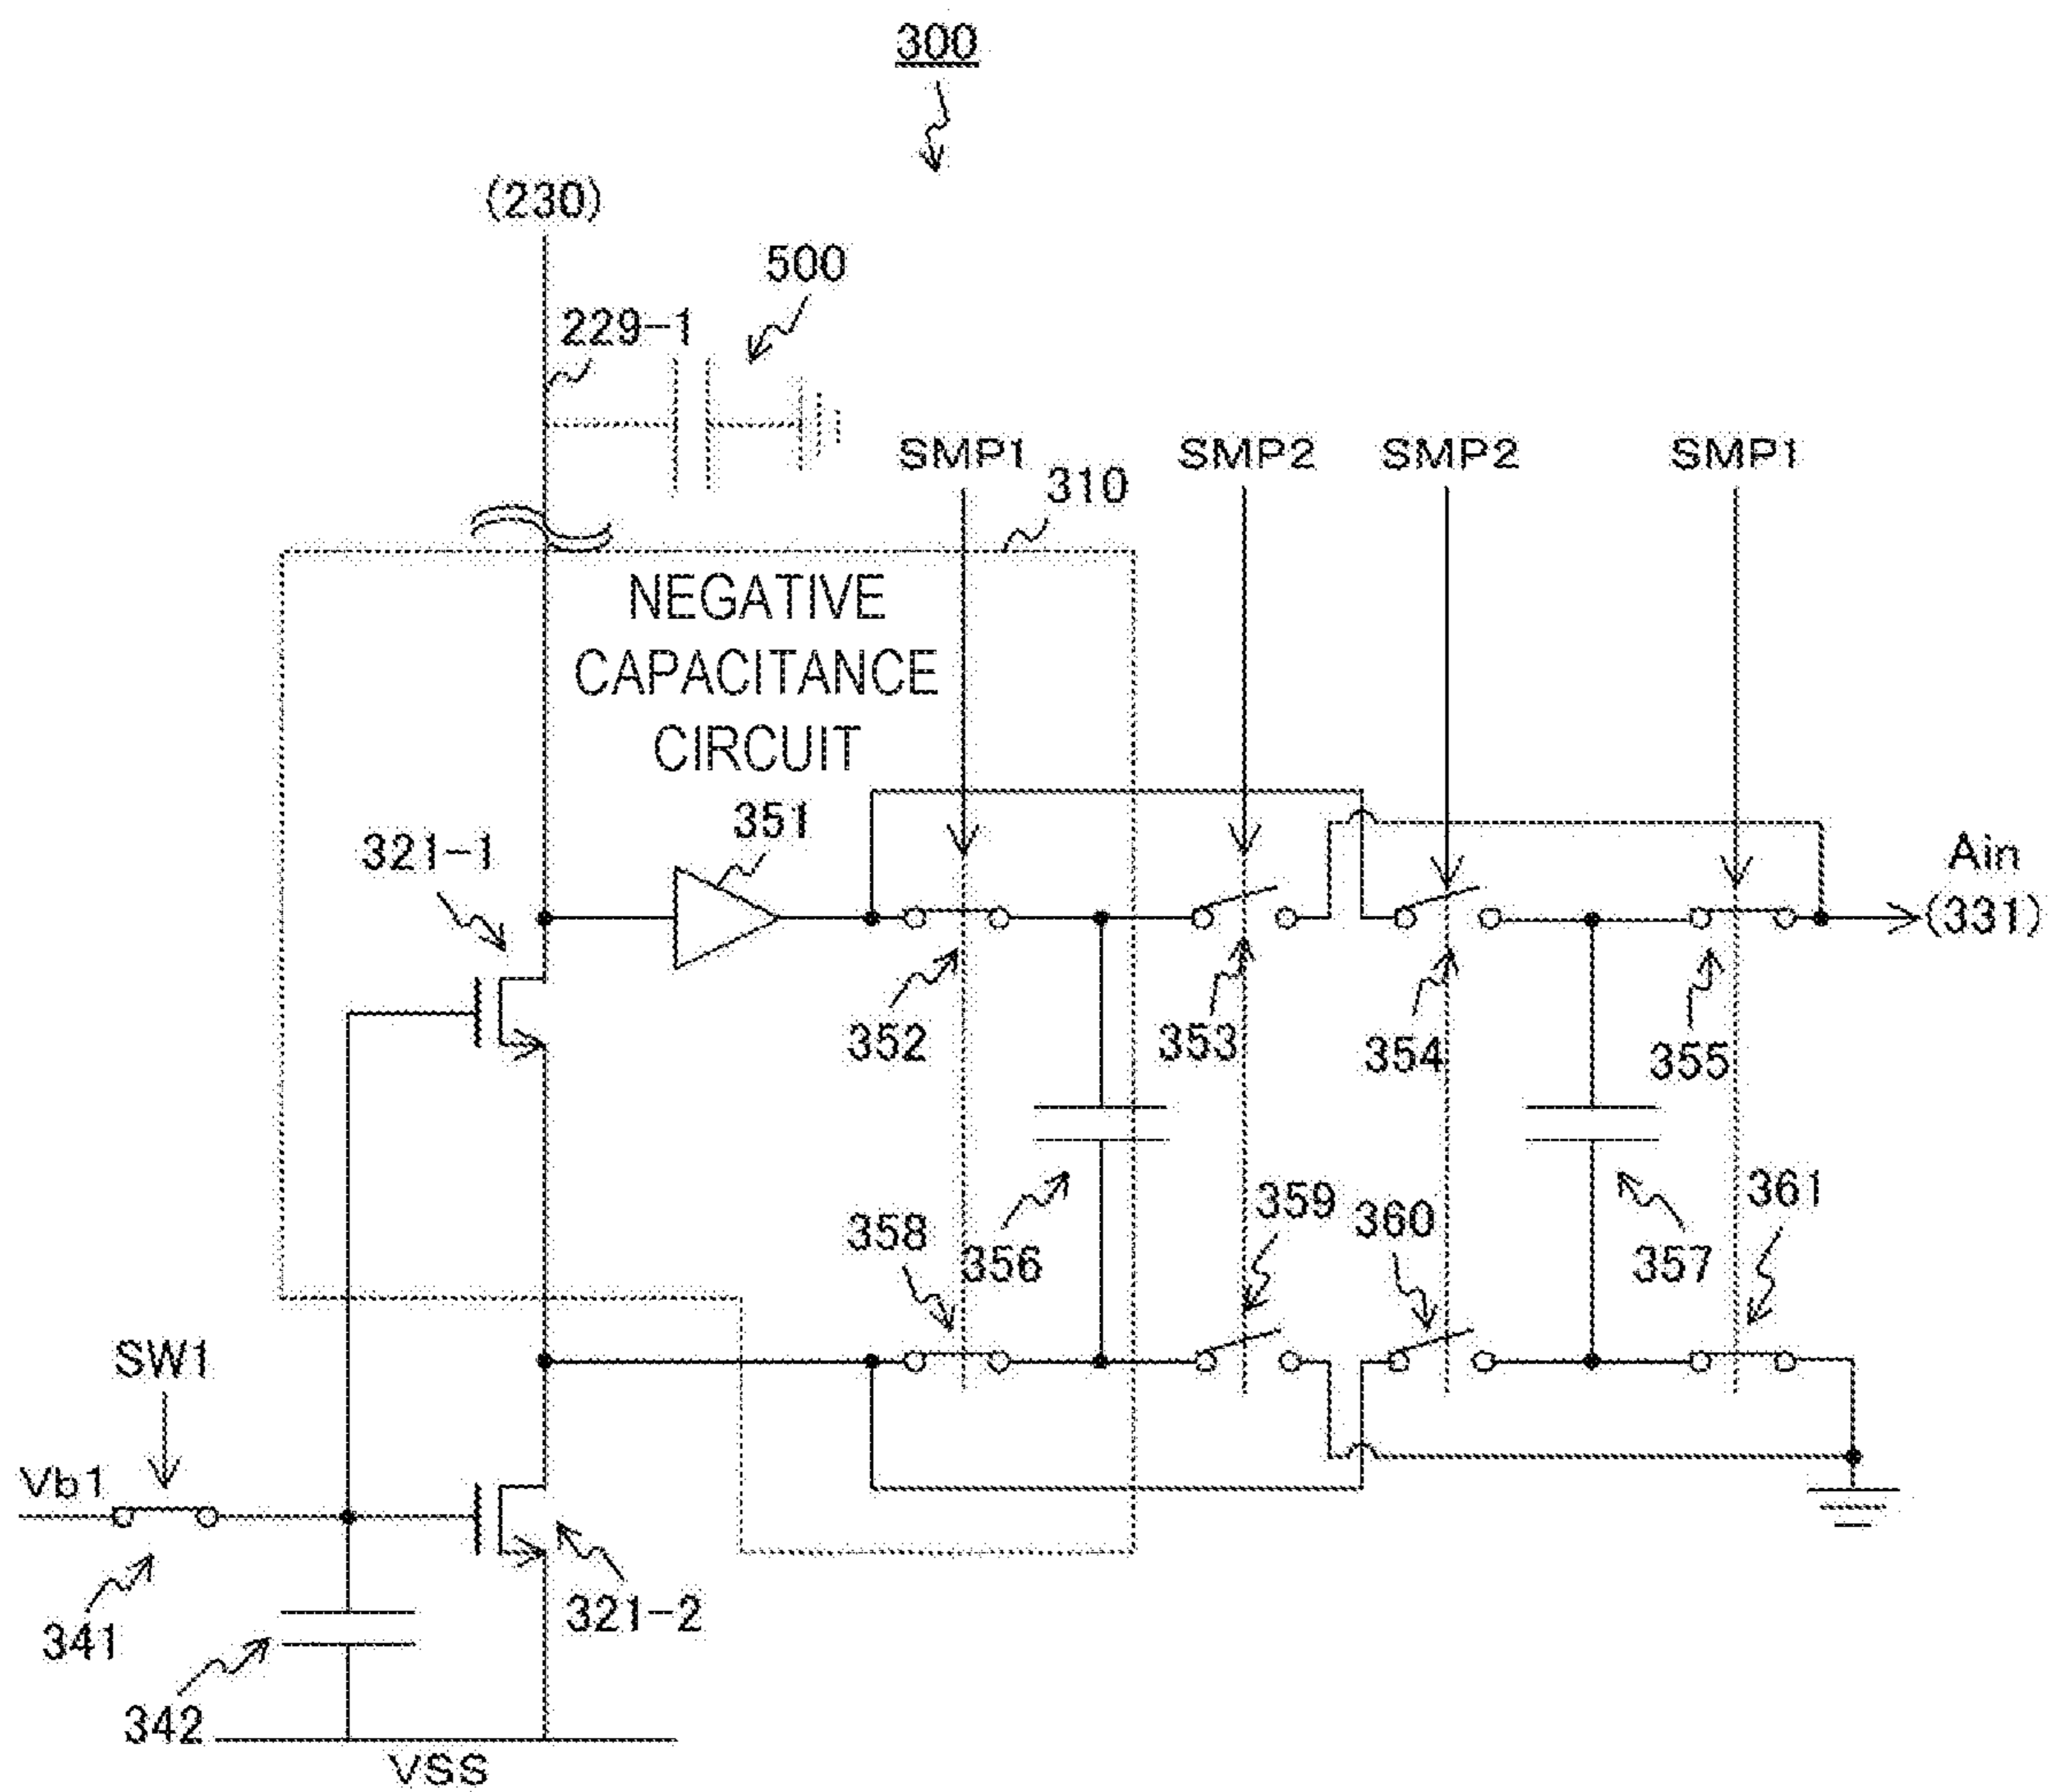 300
(230)
500
229-1
SMP1
SMP2
SMP2
SMP1
310
NEGATIVE
CAPACITANCE
CIRCUIT
351
321-1
Ain
(331)
352
353
354
355
358
356
359
360
357
361
SW1
Vb1
341
321-2
342
VSS